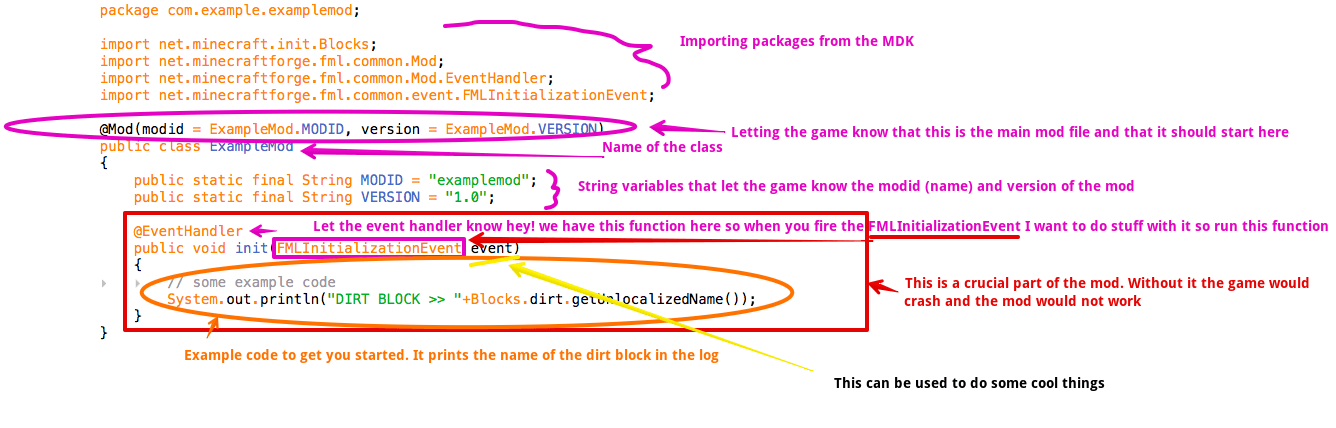 package com.example.examplemod;
import net.minecraft.init.Blocks;
import net.minecraftforge.fml.common.Mod;
import net.minecraftforge.fml.common.Mod.EventHandler;
import net.minecraftforge.fml.common.event.FMLInitializationEvent;
Importing packages from the MDK
@Mod(modid = ExampleMod.MODID, version = ExampleMod.VERSION)
Letting the game know that this is the main mod file and that it should start here
public class ExampleMod
Name of the class
{
public static final String MODID = "examplemod";
public static final String VERSION = "1.0";
String variables that let the game know the modid (name) and version of the mod
@EventHandler
Let the event handler know hey! we have this function here so when you fire the FMLInitializationEvent I want to do stuff with it so run this function
public void init(FMLInitializationEvent event)
{
// some example code
System.out.println("DIRT BLOCK >> "+Blocks.dirt.getUnlocalizedName());
}
}
This is a crucial part of the mod. Without it the game would
crash and the mod would not work
Example code to get you started. It prints the name of the dirt block in the log
This can be used to do some cool things